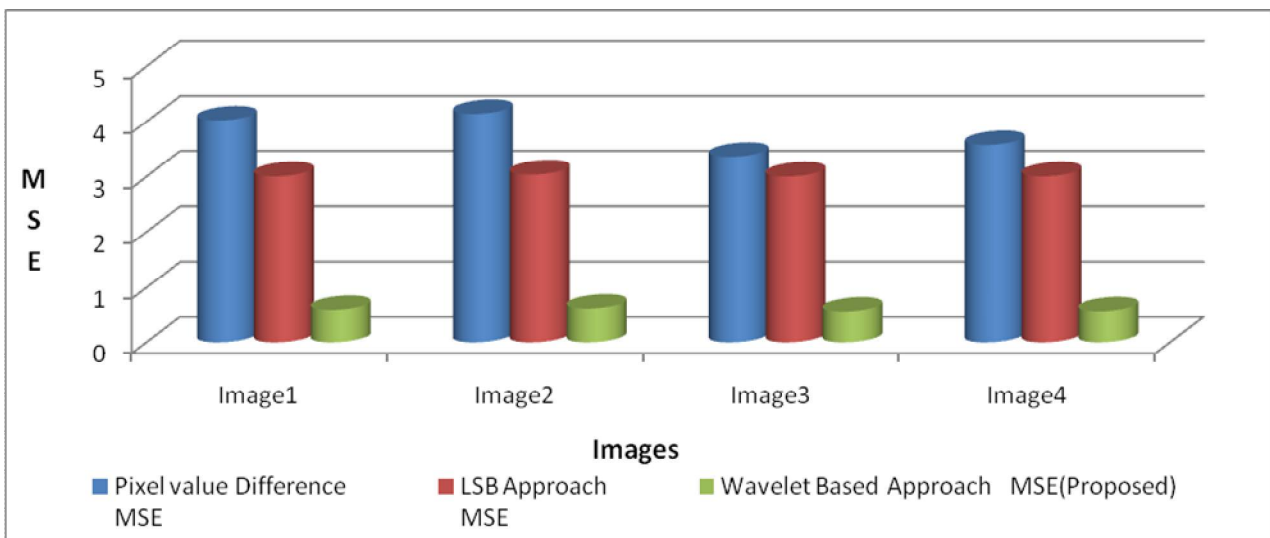 5
4
3
2
1
0
M
S
E
Image1 Image2 Image3 Image4
Images
Pixel value Difference LSB Approach Wavelet Based Approach MSE(Proposed)
MSE MSE